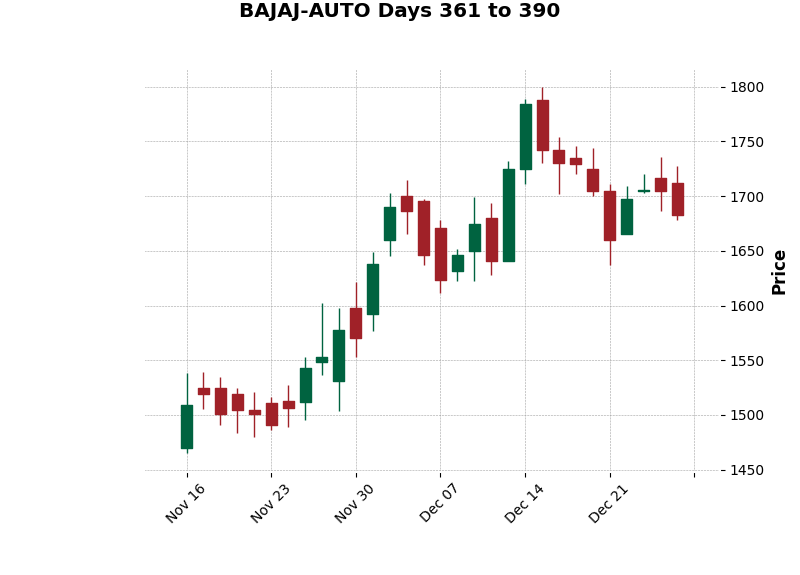 BAJAJ-AUTO Days 361 to 390
1800
1750
1700
1650
1600
1550
1500
1450
Price
Nov 16
Nov 23
Nov 30
Dec 07
Dec 14
Dec 21